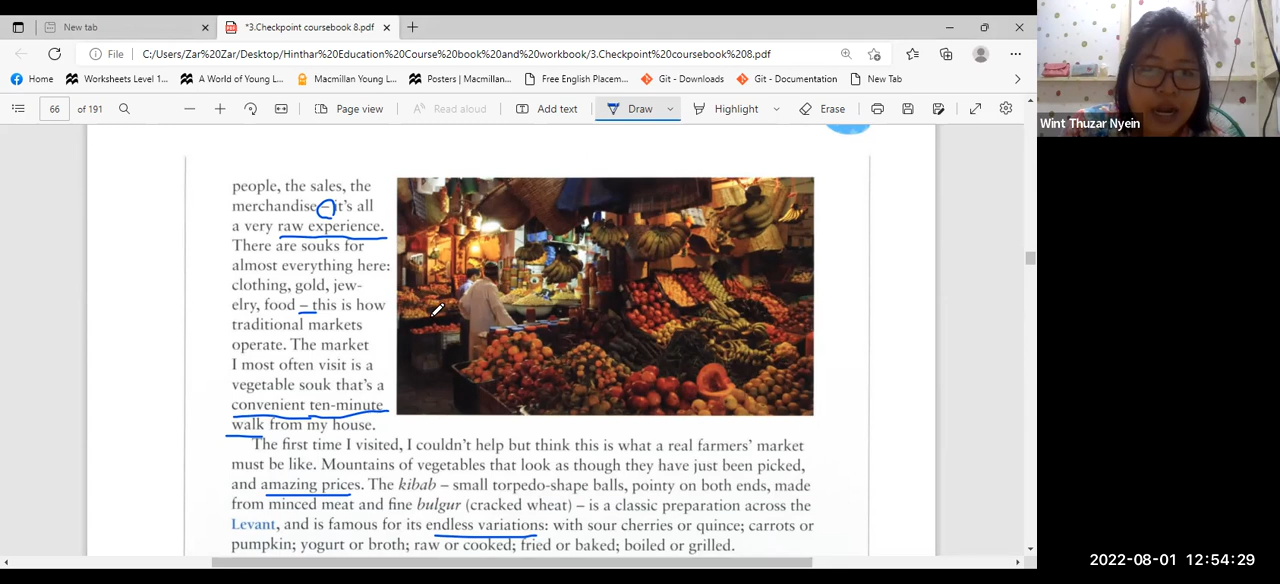 New tab
*3.Checkpoint coursebook 8.pdf
File
C:/Users/Zar%20Zar/Desktop/Hinthar%20Education%20Course%20book%20and%20workbook/3.Checkpoint%20coursebook%208.pdf
Home
Worksheets Level 1...
A World of Young L...
Macmillan Young L...
Posters | Macmillan...
Free English Placem...
Git - Downloads
Git - Documentation
New Tab
66 of 191
Page view
Read aloud
Add text
Draw
Highlight
Erase
Wint Thuzar Nyein
people, the sales, the
merchandise – it's all
a very raw experience.
There are souks for
almost everything here:
clothing, gold, jew-
elry, food – this is how
traditional markets
operate. The market
I most often visit is a
vegetable souk that's a
convenient ten-minute
walk from my house.
The first time I visited, I couldn't help but think this is what a real farmers' market
must be like. Mountains of vegetables that look as though they have just been picked,
and amazing prices. The kibab – small torpedo-shape balls, pointy on both ends, made
from minced meat and fine bulgur (cracked wheat) – is a classic preparation across the
Levant, and is famous for its endless variations: with sour cherries or quince; carrots or
pumpkin; yogurt or broth; raw or cooked; fried or baked; boiled or grilled.
2022-08-01 12:54:29